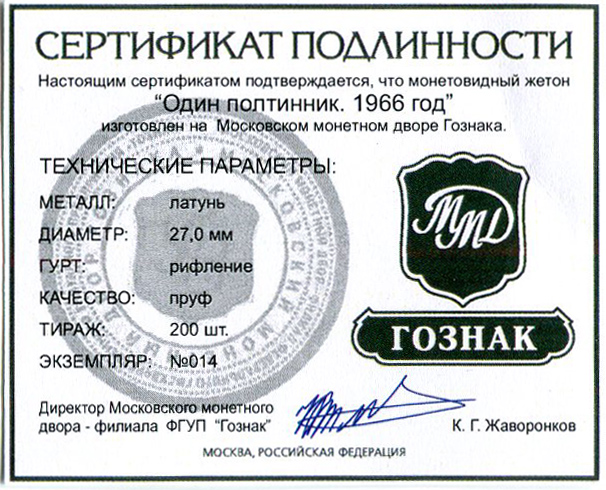 СЕРТИФИКАТ ПОДЛИННОСТИ
Настоящим сертификатом подтверждается, что монетовидный жетон
“Один полтинник. 1966 год”
изготовлен на Московском монетном дворе Гознака.
ТЕХНИЧЕСКИЕ ПАРАМЕТРЫ:
МЕТАЛЛ: латунь
ДИАМЕТР: 27,0 мм
ГУРТ: рифление
КАЧЕСТВО: пруф
ТИРАЖ: 200 шт.
ЭКЗЕМПЛЯР: №014
ММД
ГОЗНАК
Директор Московского монетного
двора - филиала ФГУП “Гознак”
К. Г. Жаворонков
МОСКВА, РОССИЙСКАЯ ФЕДЕРАЦИЯ